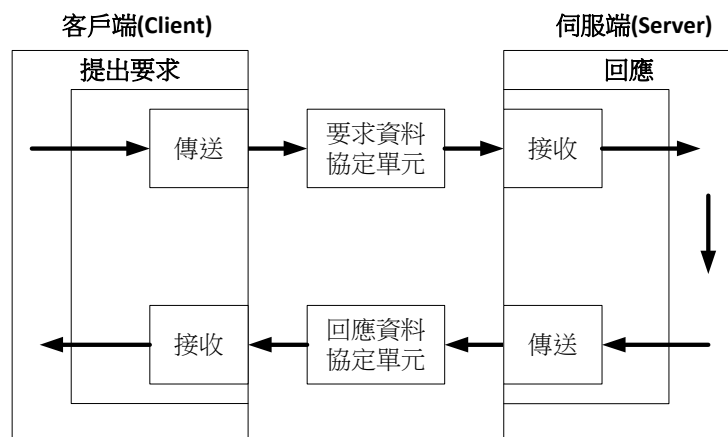 客戶端(Client)
伺服端(Server)
提出要求
回應
傳送
要求資料
協定單元
接收
接收
回應資料
協定單元
傳送